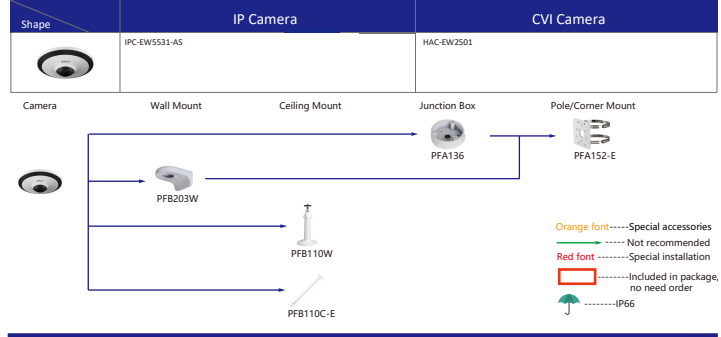 Shape
IP Camera
CVI Camera
IPC-EW5531-AS
HAC-EW2501
Camera
Wall Mount
Ceiling Mount
Junction Box
Pole/Corner Mount
PFA136
PFA152-E
PFB203W
PFB110W
PFB110C-E
Orange font-----Special accessories
----- Not recommended
Red font -------Special installation
--------Included in package,
no need order
--------IP66